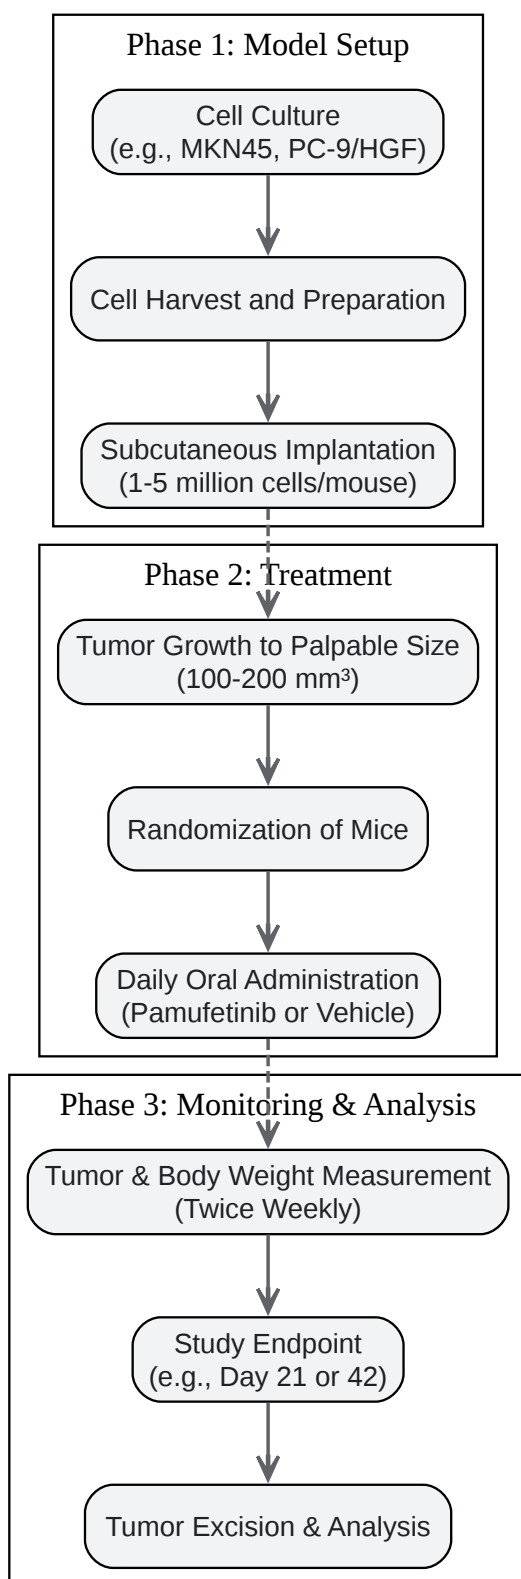 Phase 1: Model Setup
Cell Culture
(e.g., MKN45, PC-9/HGF)
Cell Harvest and Preparation
Subcutaneous Implantation
(1-5 million cells/mouse)
Phase 2: Treatment
Tumor Growth to Palpable Size
(100-200 mm³)
Randomization of Mice
Daily Oral Administration
(Pamufetinib or Vehicle)
Phase 3: Monitoring & Analysis
Tumor & Body Weight Measurement
(Twice Weekly)
Study Endpoint
(e.g., Day 21 or 42)
Tumor Excision & Analysis